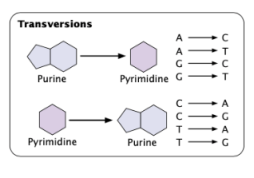 Transversions
A → C
A → T
G → C
G → T
Purine Pyrimidine
C → A
C → G
T → A
T → G
Pyrimidine Purine